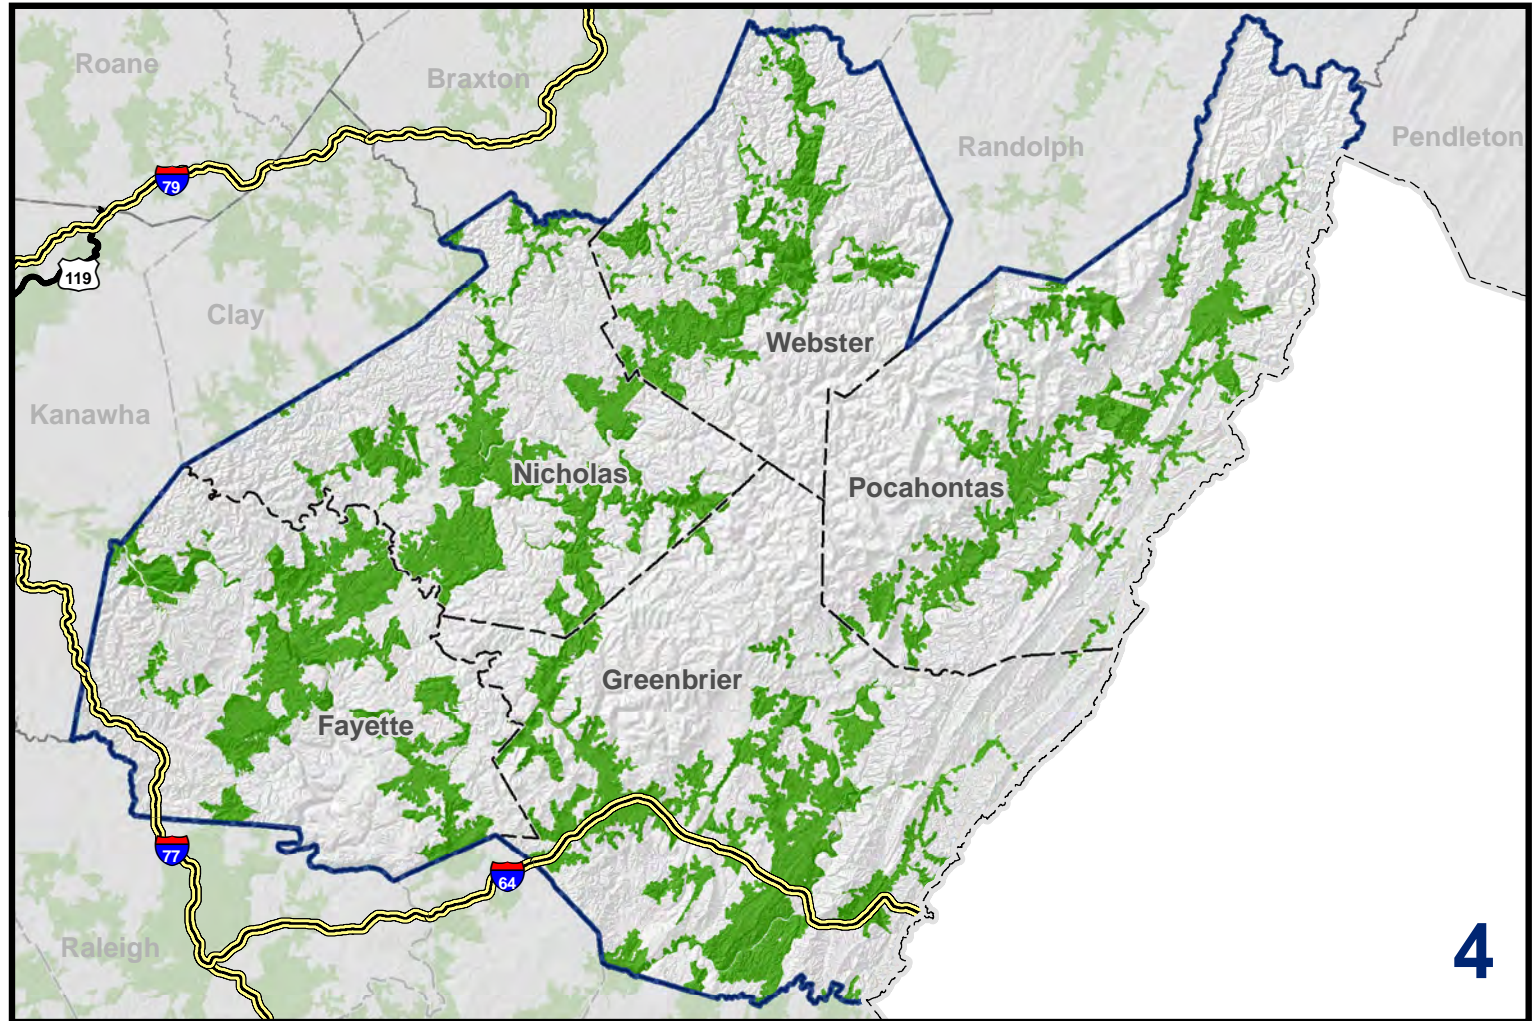 Roane
Braxton
Randolph
Pendleton
79
119
Clay
Webster
Kanawha
Nicholas
Pocahontas
Greenbrier
Fayette
77
64
Raleigh
4